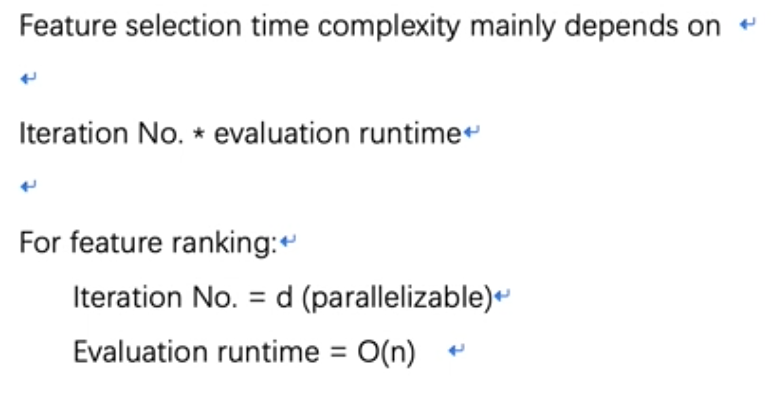 Feature selection time complexity mainly depends on
Iteration No. * evaluation runtime
For feature ranking:
Iteration No. = d (parallelizable)
Evaluation runtime = O(n)